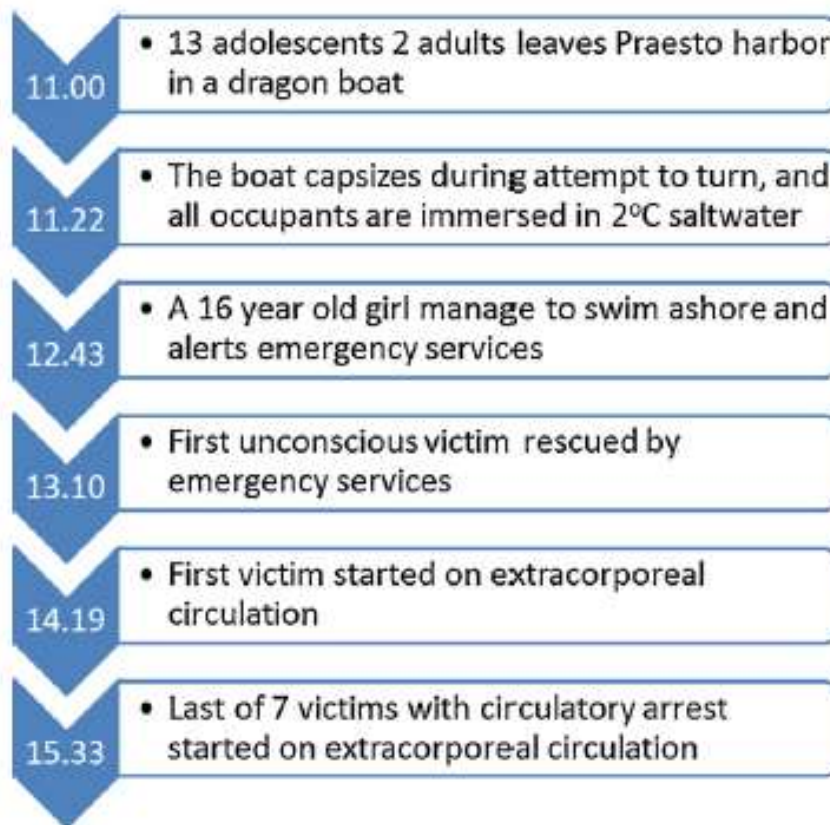 11.00
• 13 adolescents 2 adults leaves Praesto harbor
in a dragon boat
11.22
• The boat capsizes during attempt to turn, and
all occupants are immersed in 2°C saltwater
12.43
• A 16 year old girl manage to swim ashore and
alerts emergency services
13.10
• First unconscious victim rescued by
emergency services
14.19
• First victim started on extracorporeal
circulation
15.33
• Last of 7 victims with circulatory arrest
started on extracorporeal circulation